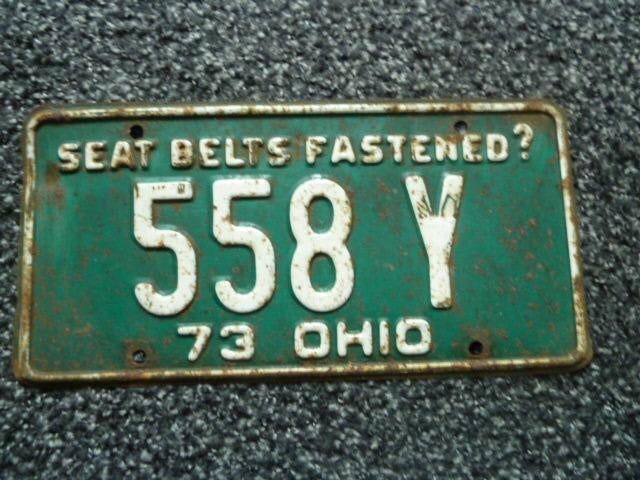 SEAT BELTS FASTENED?
558 Y
73 OHIO